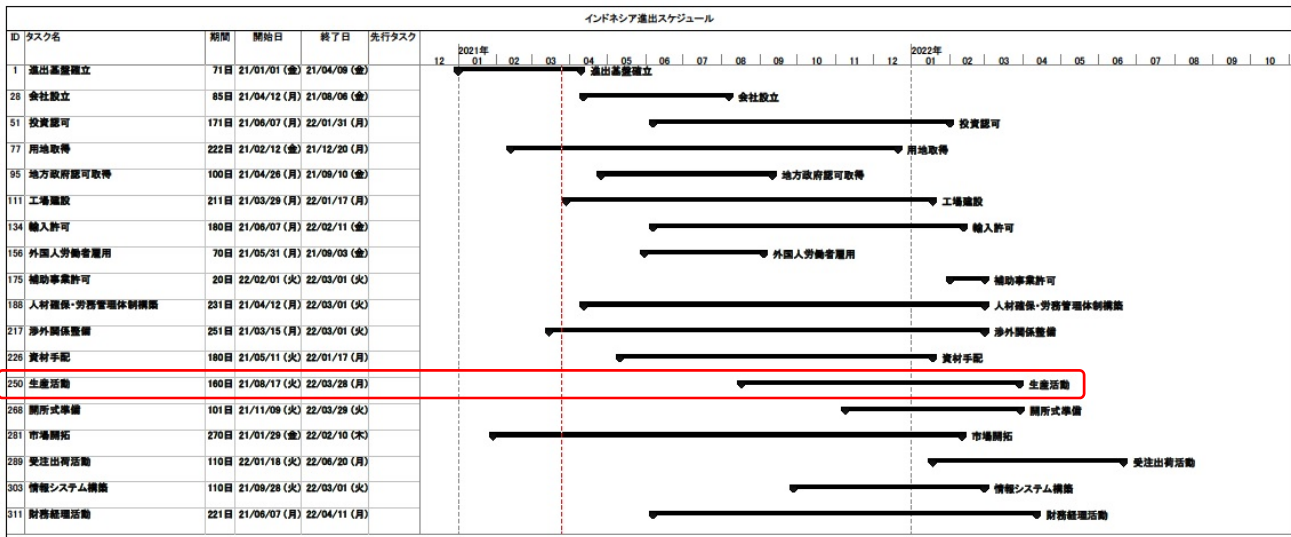 インドネシア進出スケジュール
ID タスク名 期間 開始日 終了日 先行タスク
2021年 2022年
12 01 02 03 04 05 06 07 08 09 10 11 12 01 02 03 04 05 06 07 08 09 10
1 進出基盤確立 71日 21/01/01 (金) 21/04/09 (金) 進出基盤確立
28 会社設立 85日 21/04/12 (月) 21/08/06 (金) 会社設立
51 投資認可 171日 21/06/07 (月) 22/01/31 (月) 投資認可
77 用地取得 222日 21/02/12 (金) 21/12/20 (月) 用地取得
95 地方政府認可取得 100日 21/04/26 (月) 21/09/10 (金) 地方政府認可取得
111 工場建設 211日 21/03/29 (月) 22/01/17 (月) 工場建設
134 輸入許可 180日 21/06/07 (月) 22/02/11 (金) 輸入許可
156 外国人労働者雇用 70日 21/05/31 (月) 21/09/03 (金) 外国人労働者雇用
175 補助事業許可 20日 22/02/01 (火) 22/03/01 (火) 補助事業許可
188 人材確保・労務管理体制構築 231日 21/04/12 (月) 22/03/01 (火) 人材確保・労務管理体制構築
217 渉外関係整備 251日 21/03/15 (月) 22/03/01 (火) 渉外関係整備
226 資材手配 180日 21/05/11 (火) 22/01/17 (月) 資材手配
250 生産活動 160日 21/08/17 (火) 22/03/28 (月) 生産活動
268 開所式準備 101日 21/11/09 (火) 22/03/29 (火) 開所式準備
281 市場開拓 270日 21/01/29 (金) 22/02/10 (木) 市場開拓
289 受注出荷活動 110日 22/01/18 (火) 22/06/20 (月) 受注出荷活動
303 情報システム構築 110日 21/09/28 (火) 22/03/01 (火) 情報システム構築
311 財務経理活動 221日 21/06/07 (月) 22/04/11 (月) 財務経理活動